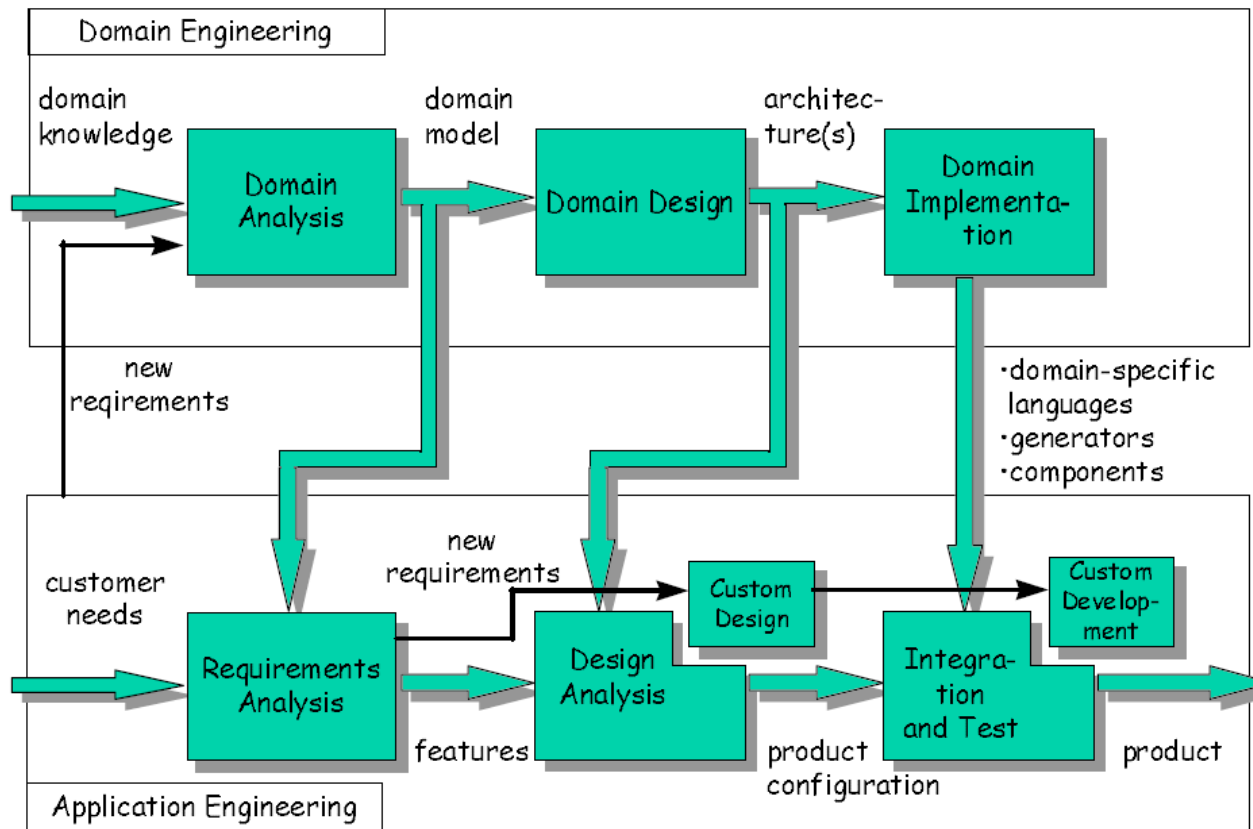 Domain Engineering
domain
knowledge
domain
model
architec-
ture(s)
Domain
Analysis
Domain Design
Domain
Implementa-
tion
new
reqirements
·domain-specific
languages
·generators
·components
customer
needs
new
requirements
Custom
Design
Custom
Develop-
ment
Requirements
Analysis
Design
Analysis
Integra-
tion
and Test
features
product
configuration
product
Application Engineering